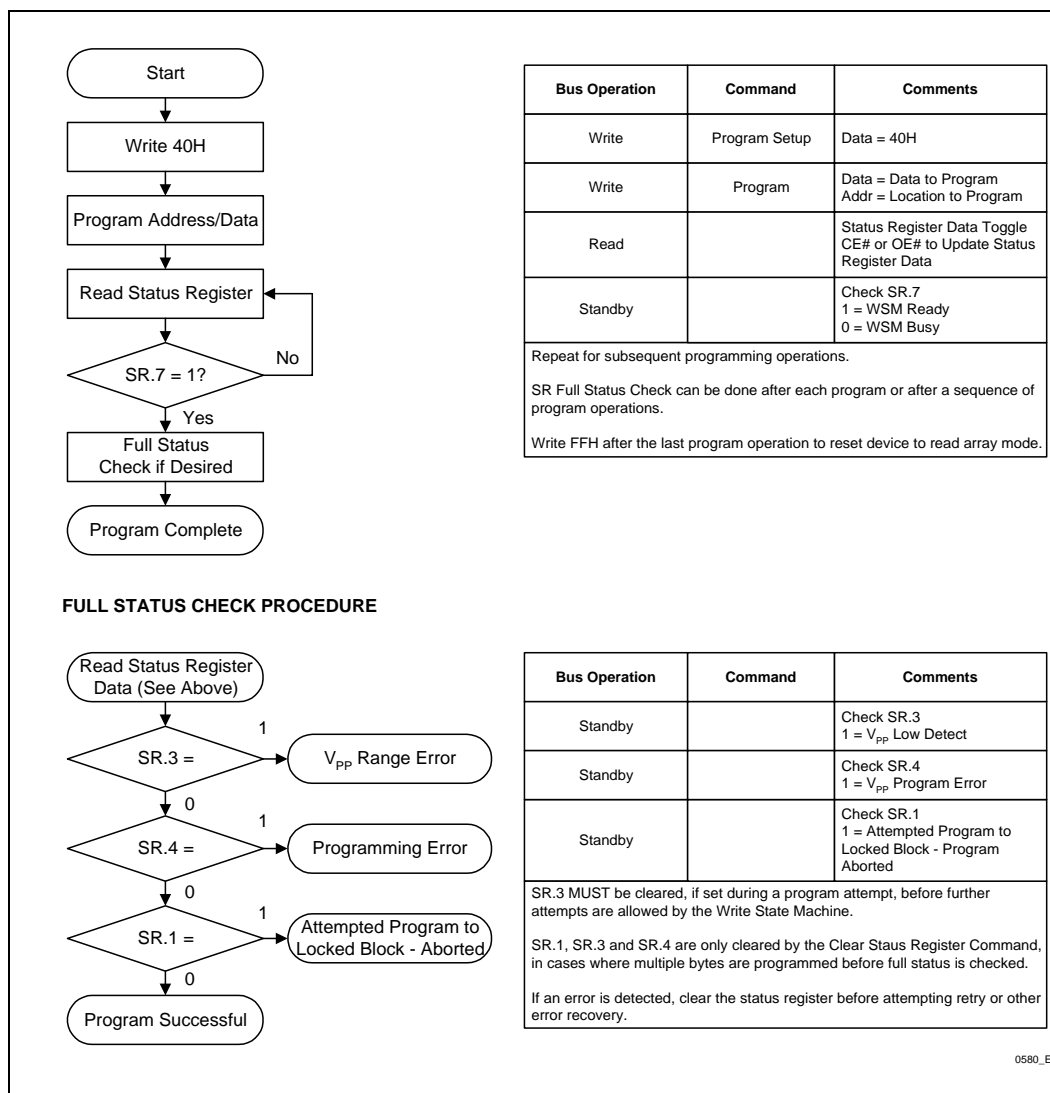 Start
Write 40H
Program Address/Data
Read Status Register
No
SR.7 = 1?
Yes
Full Status
Check if Desired
Program Complete
Bus Operation Command Comments
Write Program Setup Data = 40H
Write Program Data = Data to Program
Addr = Location to Program
Read Status Register Data Toggle
CE# or OE# to Update Status
Register Data
Standby Check SR.7
1 = WSM Ready
0 = WSM Busy
Repeat for subsequent programming operations.
SR Full Status Check can be done after each program or after a sequence of
program operations.
Write FFH after the last program operation to reset device to read array mode.
FULL STATUS CHECK PROCEDURE
Read Status Register
Data (See Above)
1
SR.3 = VPP Range Error
0
1
SR.4 = Programming Error
0
1
SR.1 = Attempted Program to
Locked Block - Aborted
0
Program Successful
Bus Operation Command Comments
Standby Check SR.3
1 = VPP Low Detect
Standby Check SR.4
1 = VPP Program Error
Standby Check SR.1
1 = Attempted Program to
Locked Block - Program
Aborted
SR.3 MUST be cleared, if set during a program attempt, before further
attempts are allowed by the Write State Machine.
SR.1, SR.3 and SR.4 are only cleared by the Clear Staus Register Command,
in cases where multiple bytes are programmed before full status is checked.
If an error is detected, clear the status register before attempting retry or other
error recovery.
0580_E